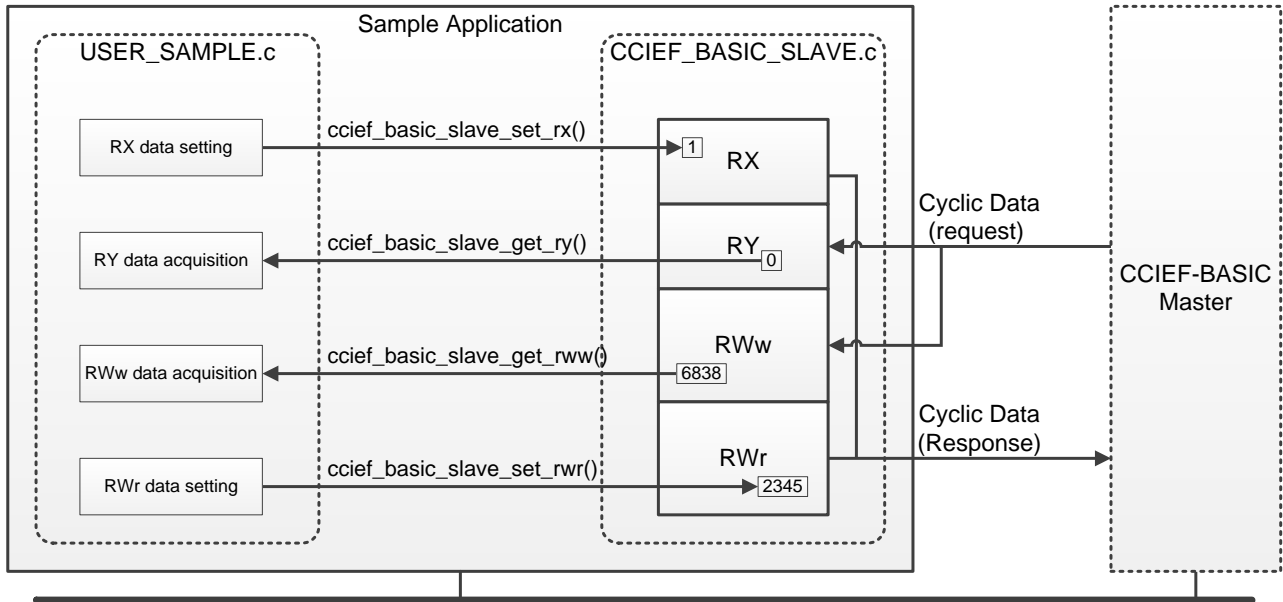 Sample Application
USER_SAMPLE.c
CCIEF_BASIC_SLAVE.c
RX data setting
ccief_basic_slave_set_rx()
1
RX
RY data acquisition
ccief_basic_slave_get_ry()
RY
0
RWw data acquisition
ccief_basic_slave_get_rww()
RWw
6838
RWr data setting
ccief_basic_slave_set_rwr()
RWr
2345
Cyclic Data
(request)
Cyclic Data
(Response)
CCIEF-BASIC
Master